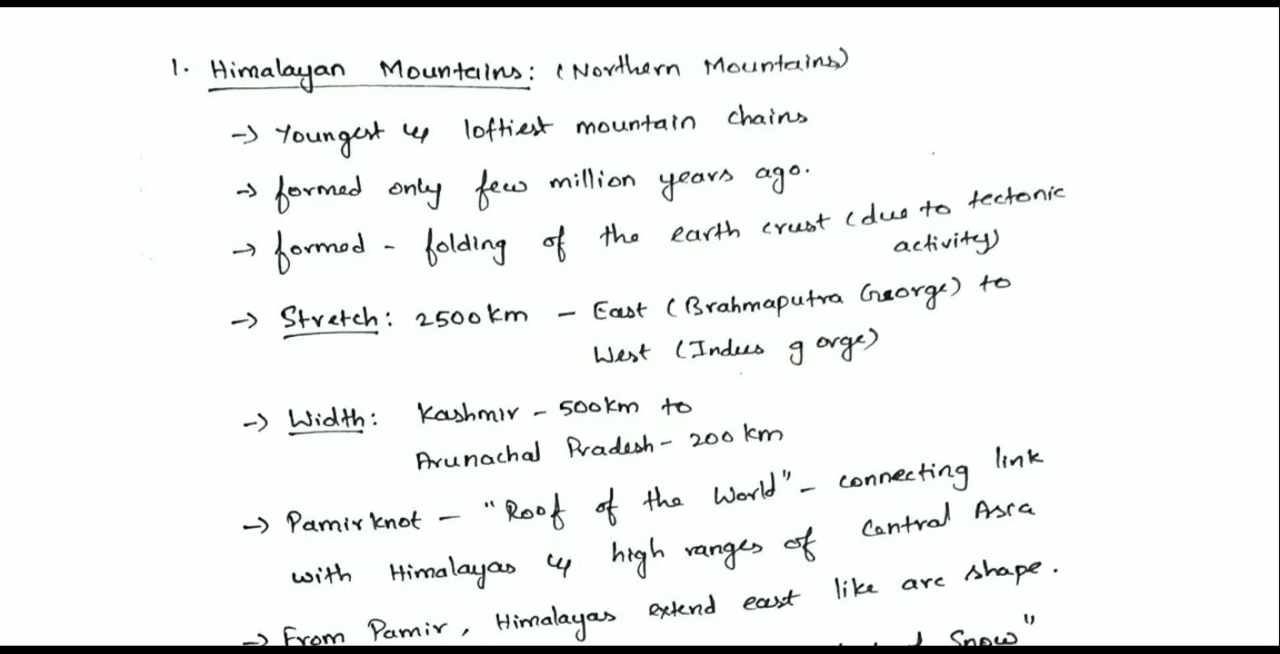 1. Himalayan Mountains: (Northern Mountains)
→ Youngest & loftiest mountain chains
→ formed only few million years ago.
→ formed - folding of the earth crust (due to tectonic
activity)
→ Stretch: 2500km - East (Brahmaputra George) to
West (Indus gorge)
→ Width: Kashmir - 500km to
Arunachal Pradesh - 200 km
→ Pamir knot - "Roof of the World" - connecting link
with Himalayas & high ranges of Central Asia
→ From Pamir, Himalayas extend east like arc shape.
Snow"